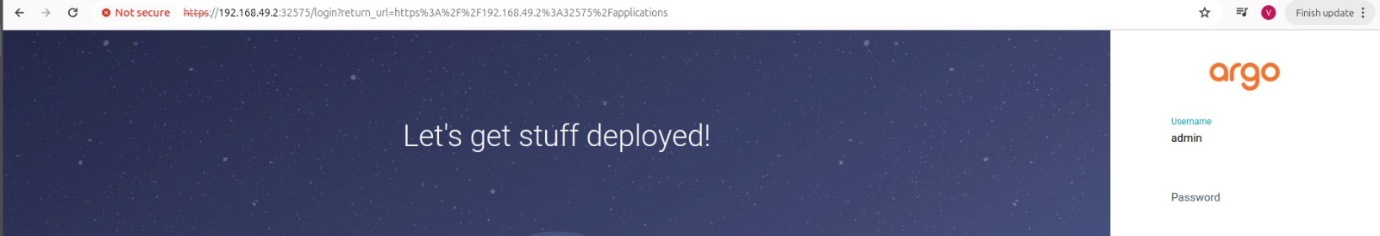 Not secure https://192.168.49.2:32575/login?return_url=https%3A%2F%2F192.168.49.2%3A32575%2Fapplications V Finish update
argo
Let's get stuff deployed!
Username
admin
Password